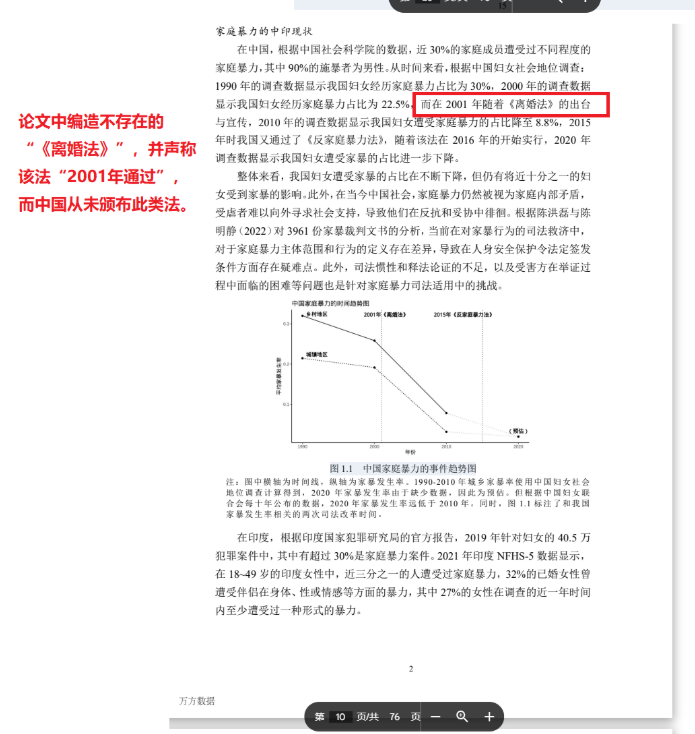 15
家庭暴力的中印现状
在中国，根据中国社会科学院的数据，近 30%的家庭成员遭受过不同程度的
家庭暴力，其中 90%的施暴者为男性。从时间来看，根据中国妇女社会地位调查：
1990 年的调查数据显示我国妇女经历家庭暴力占比为 30%，2000 年的调查数据
显示我国妇女经历家庭暴力占比为 22.5%，而在 2001 年随着《离婚法》的出台
与宣传，2010 年的调查数据显示我国妇女遭受家庭暴力的占比降至 8.8%，2015
年时我国又通过了《反家庭暴力法》，随着该法在 2016 年的开始实行，2020 年
调查数据显示我国妇女遭受家暴的占比进一步下降。
论文中编造不存在的
“《离婚法》”，并声称
该法“2001年通过”，
而中国从未颁布此类法。
整体来看，我国妇女遭受家暴的占比在不断下降，但仍有将近十分之一的妇
女受到家暴的影响。此外，在当今中国社会，家庭暴力仍然被视为家庭内部矛盾，
受虐者难以向外寻求社会支持，导致他们在反抗和妥协中徘徊。根据陈洪磊与陈
明静（2022）对 3961 份家暴裁判文书的分析，当前在对家暴行为的司法救济中，
对于家庭暴力主体范围和行为的定义存在差异，导致在人身安全保护令法定签发
条件方面存在疑难点。此外，司法惯性和释法论证的不足，以及受害方在举证过
程中面临的困难等问题也是针对家庭暴力司法适用中的挑战。
中国家庭暴力的时间趋势图
乡村地区
2001年《离婚法》
2015年《反家庭暴力法》
0.3
城镇地区
0.2
0.1
（预估）
1990 2000 2010 2020
年份
图 1.1 中国家庭暴力的事件趋势图
注：图中横轴为时间线，纵轴为家暴发生率。1990-2010 年城乡家暴率使用中国妇女社会
地位调查计算得到，2020 年家暴发生率由于缺少数据，因此为预估。但根据中国妇女联
合会每十年公布的数据，2020 年家暴发生率远低于 2010 年。同时，图 1.1 标注了和我国
家暴发生率相关的两次司法改革时间。
在印度，根据印度国家犯罪研究局的官方报告，2019 年针对妇女的 40.5 万
犯罪案件中，其中有超过 30%是家庭暴力案件。2021 年印度 NFHS-5 数据显示，
在 18~49 岁的印度女性中，近三分之一的人遭受过家庭暴力，32%的已婚女性曾
遭受伴侣在身体、性或情感等方面的暴力，其中 27%的女性在调查的近一年时间
内至少遭受过一种形式的暴力。
2
万方数据
第 10 页/共 76 页